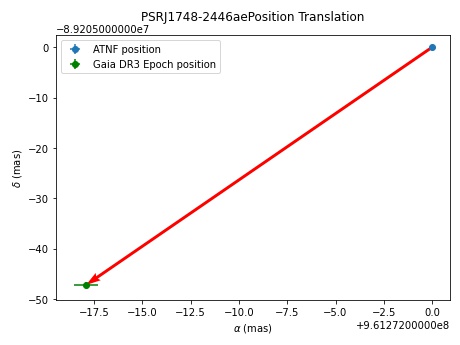 PSRJ1748-2446aePosition Translation
−8.9205000000e7
ATNF position
Gaia DR3 Epoch position
0
−10
−20
−30
−40
−50
δ (mas)
−17.5 −15.0 −12.5 −10.0 −7.5 −5.0 −2.5 0.0
α (mas)
+9.6127200000e8